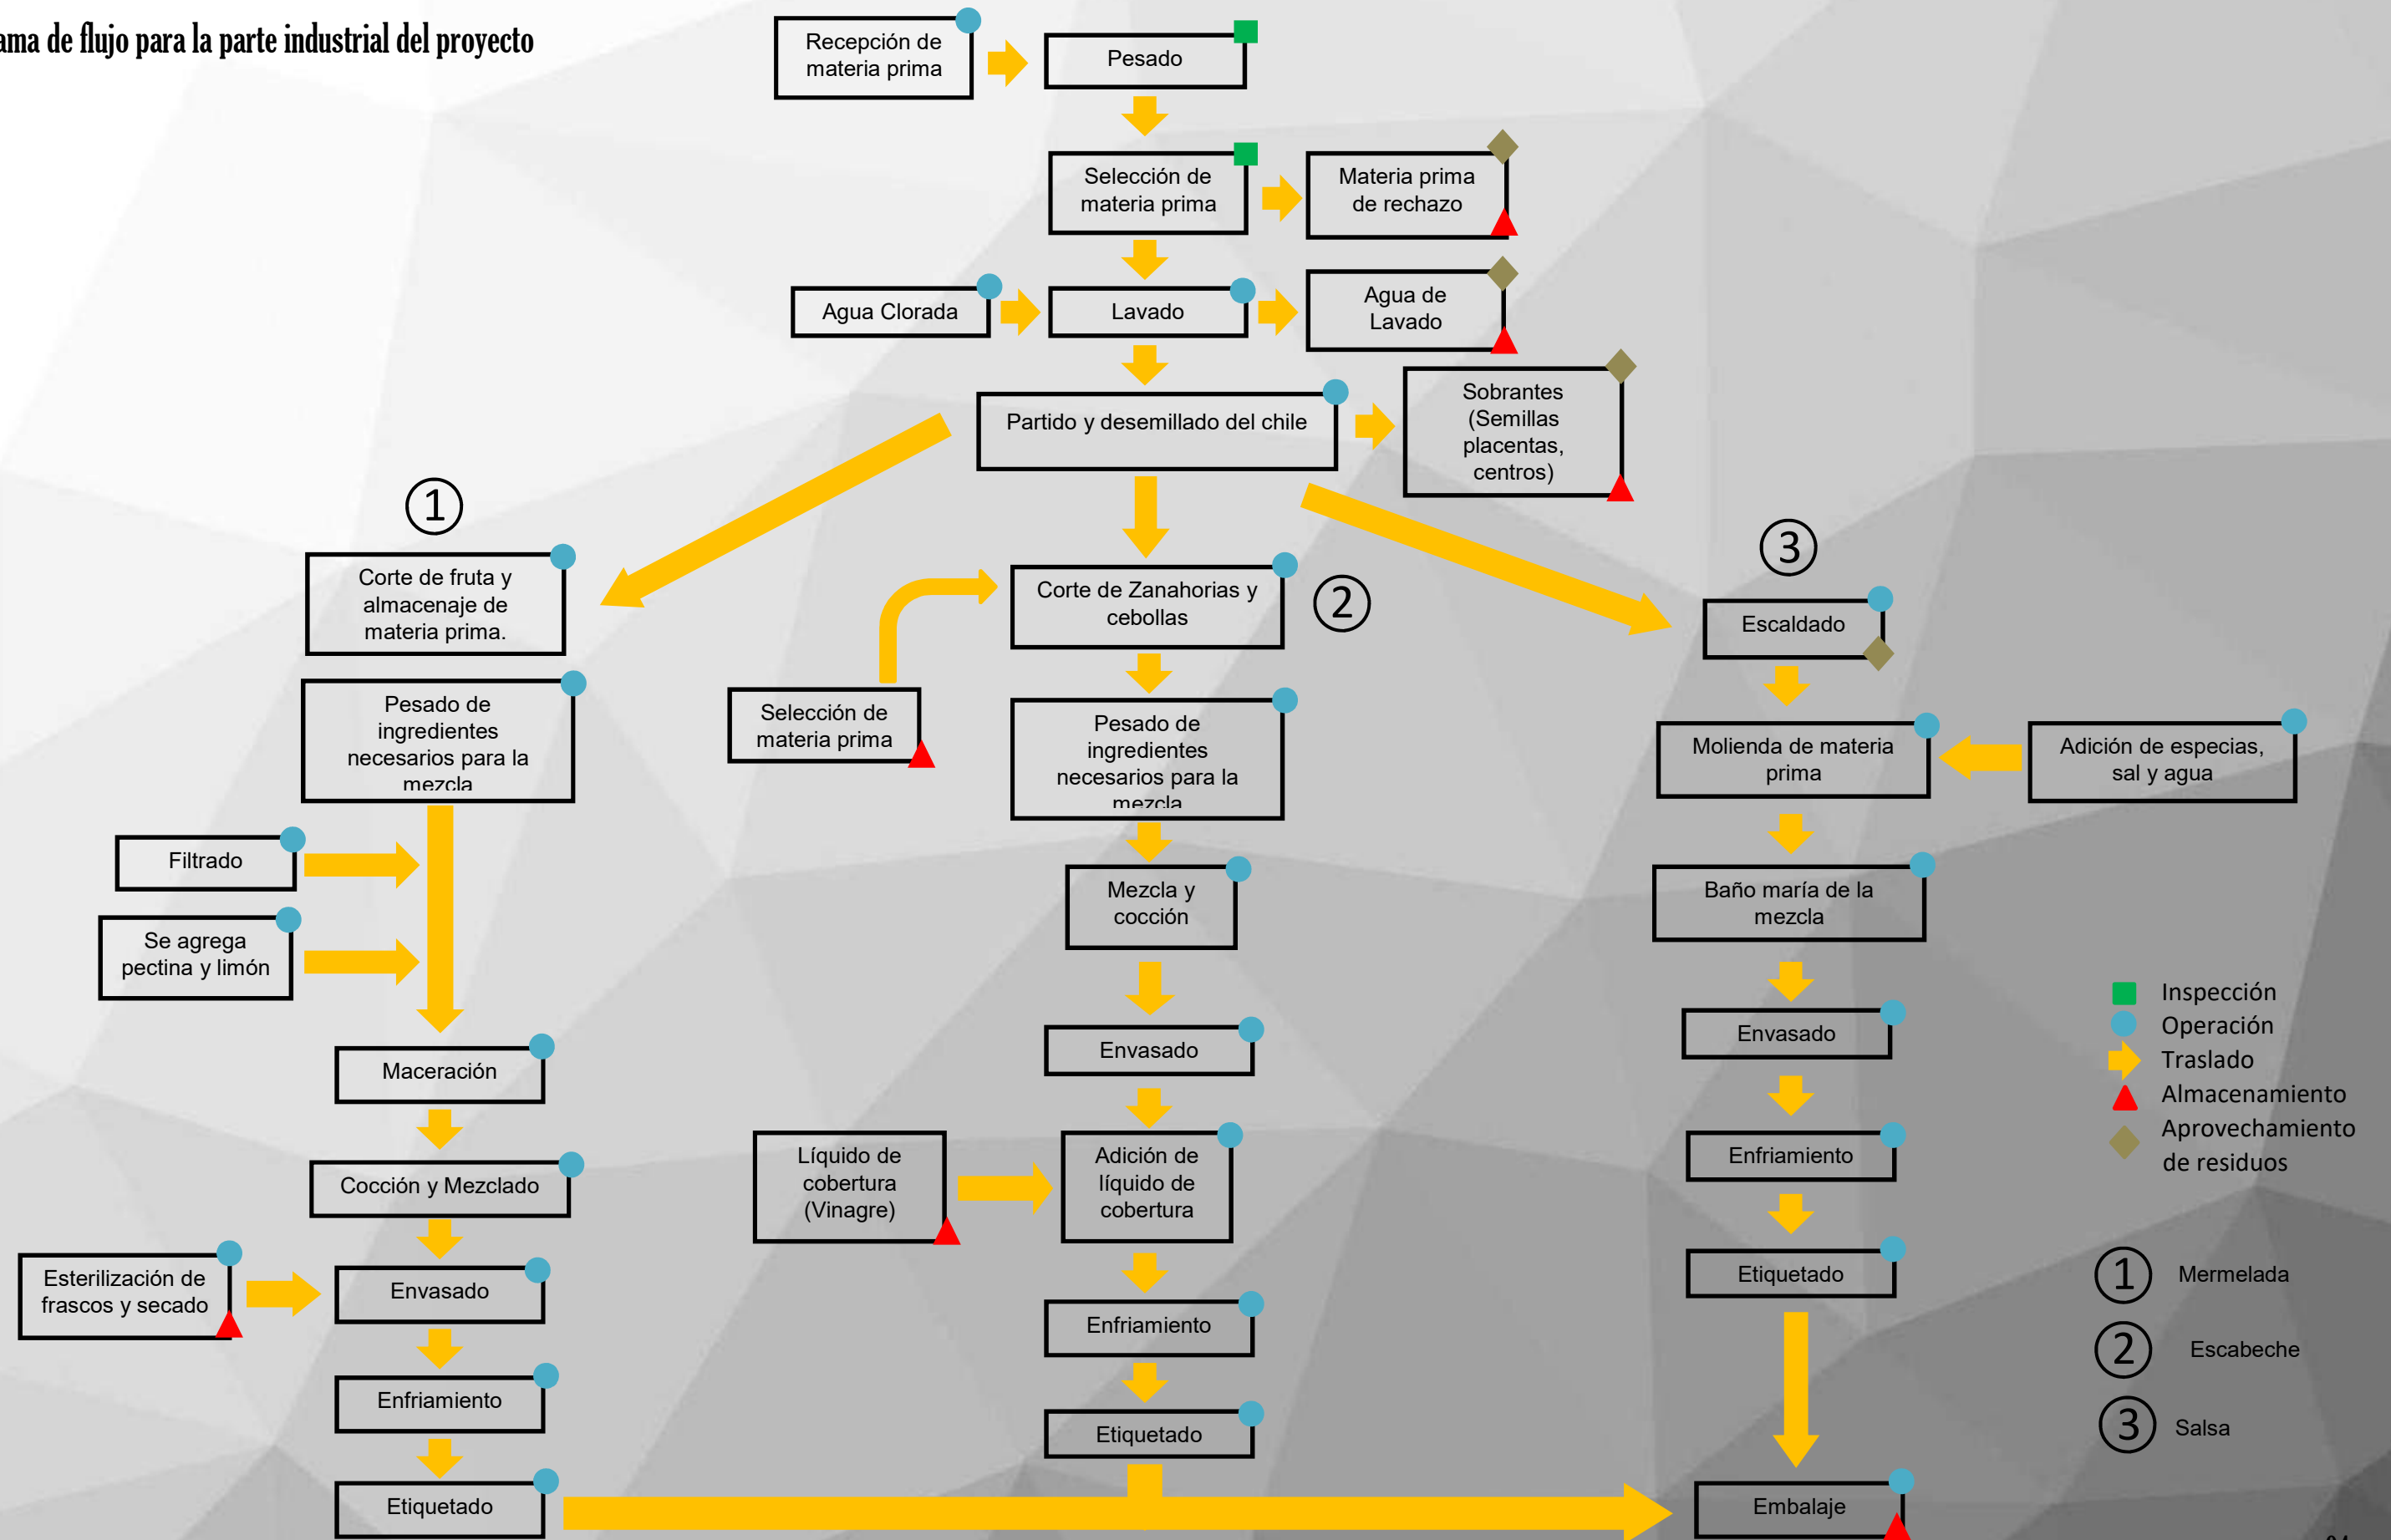 ama de flujo para la parte industrial del proyecto
Recepción de
materia prima
Pesado
Selección de
materia prima
Materia prima
de rechazo
Agua Clorada
Lavado
Agua de
Lavado
Partido y desemillado del chile
Sobrantes
(Semillas
placentas,
centros)
1
Corte de fruta y
almacenaje de
materia prima.
Pesado de
ingredientes
necesarios para la
mezcla
Filtrado
Se agrega
pectina y limón
Maceración
Cocción y Mezclado
Esterilización de
frascos y secado
Envasado
Enfriamiento
Etiquetado
2
Corte de Zanahorias y
cebollas
Selección de
materia prima
Pesado de
ingredientes
necesarios para la
mezcla
Mezcla y
cocción
Envasado
Líquido de
cobertura
(Vinagre)
Adición de
líquido de
cobertura
Enfriamiento
Etiquetado
3
Escaldado
Molienda de materia
prima
Adición de especias,
sal y agua
Baño maría de la
mezcla
Envasado
Enfriamiento
Etiquetado
Embalaje
Inspección
Operación
Traslado
Almacenamiento
Aprovechamiento
de residuos
1 Mermelada
2 Escabeche
3 Salsa